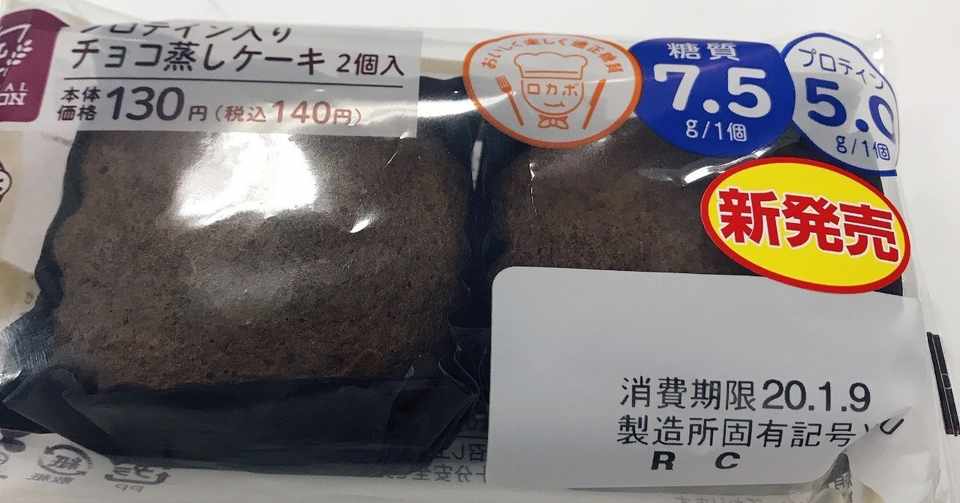 プロテイン入り
チョコ蒸しケーキ 2個入
本体
価格 130円(税込140円)
おいしく楽しく適正糖質
ロカボ
糖質
7.5
g/1個
プロテイン
5.0
g/1個
新発売
消費期限20.1.9
製造所固有記号
R C